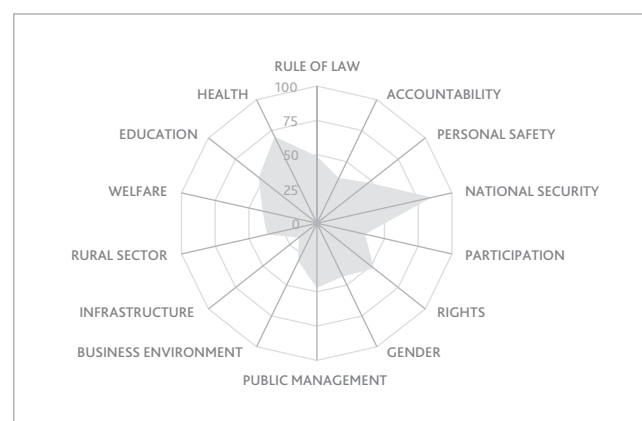 RULE OF LAW
ACCOUNTABILITY
PERSONAL SAFETY
NATIONAL SECURITY
PARTICIPATION
RIGHTS
GENDER
PUBLIC MANAGEMENT
BUSINESS ENVIRONMENT
INFRASTRUCTURE
RURAL SECTOR
WELFARE
EDUCATION
HEALTH
100
75
50
25
0